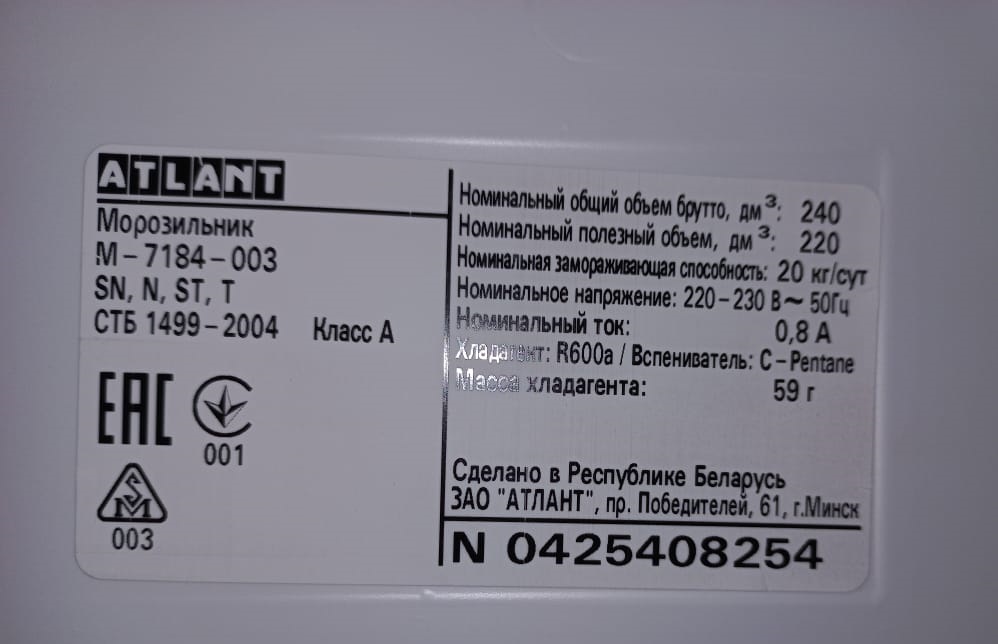 ATLANT
Морозильник
М-7184-003
SN, N, ST, T
СТБ 1499-2004 Класс А
ЕАС
001
003
Номинальный общий объем брутто, дм³: 240
Номинальный полезный объем, дм³: 220
Номинальная замораживающая способность: 20 кг/сут
Номинальное напряжение: 220-230 В~ 50Гц
Номинальный ток: 0,8 А
Хладагент: R600a / Вспениватель: C-Pentane
Масса хладагента: 59 г
Сделано в Республике Беларусь
ЗАО "АТЛАНТ", пр. Победителей, 61, г.Минск
N 0425408254